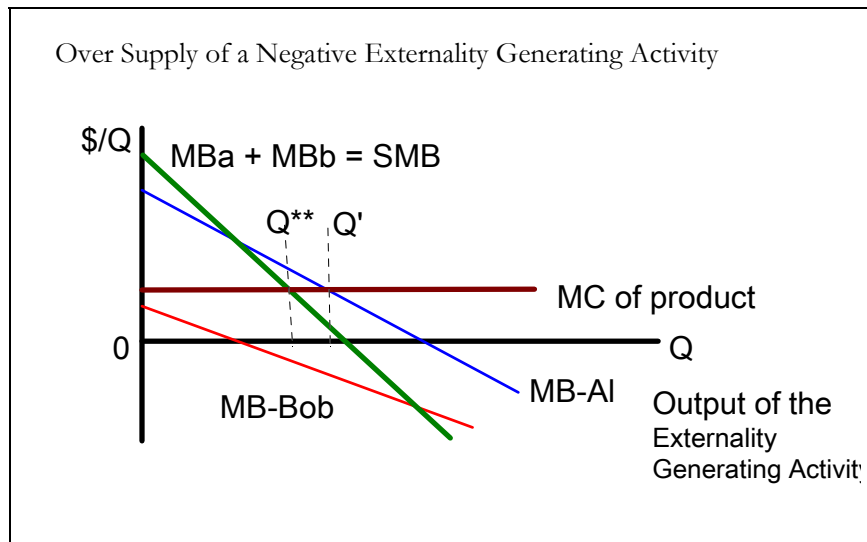 Over Supply of a Negative Externality Generating Activity
$/Q
MBa + MBb = SMB
Q** Q'
MC of product
0
Q
MB-Bob
MB-Al
Output of the
Externality
Generating Activity